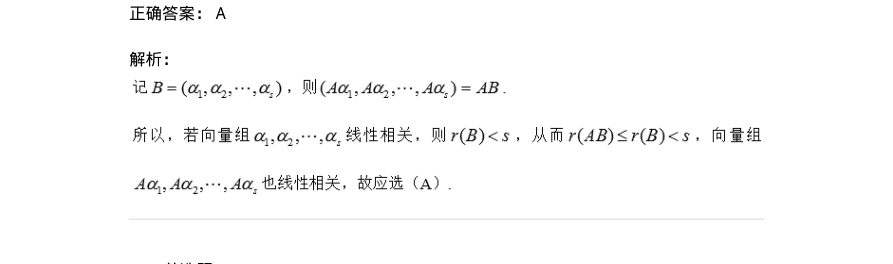 正确答案： A
解析：
记 B = (α₁, α₂, ⋯, αₛ) ，则 (Aα₁, Aα₂, ⋯, Aαₛ) = AB .
所以，若向量组 α₁, α₂, ⋯, αₛ 线性相关，则 r(B) < s ，从而 r(AB) ≤ r(B) < s ，向量组
Aα₁, Aα₂, ⋯, Aαₛ 也线性相关，故应选（A）.